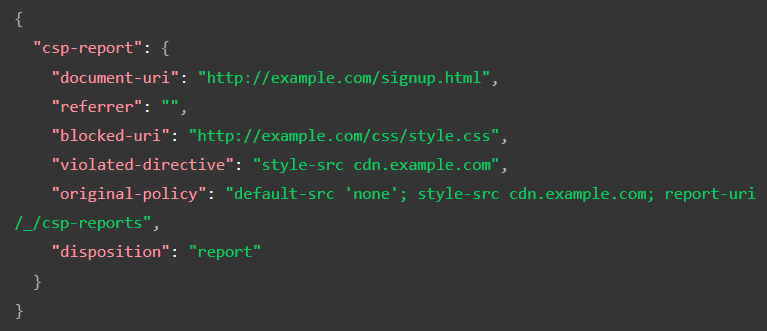 {
  "csp-report": {
    "document-uri": "http://example.com/signup.html",
    "referrer": "",
    "blocked-uri": "http://example.com/css/style.css",
    "violated-directive": "style-src cdn.example.com",
    "original-policy": "default-src 'none'; style-src cdn.example.com; report-uri
/_/csp-reports",
    "disposition": "report"
  }
}